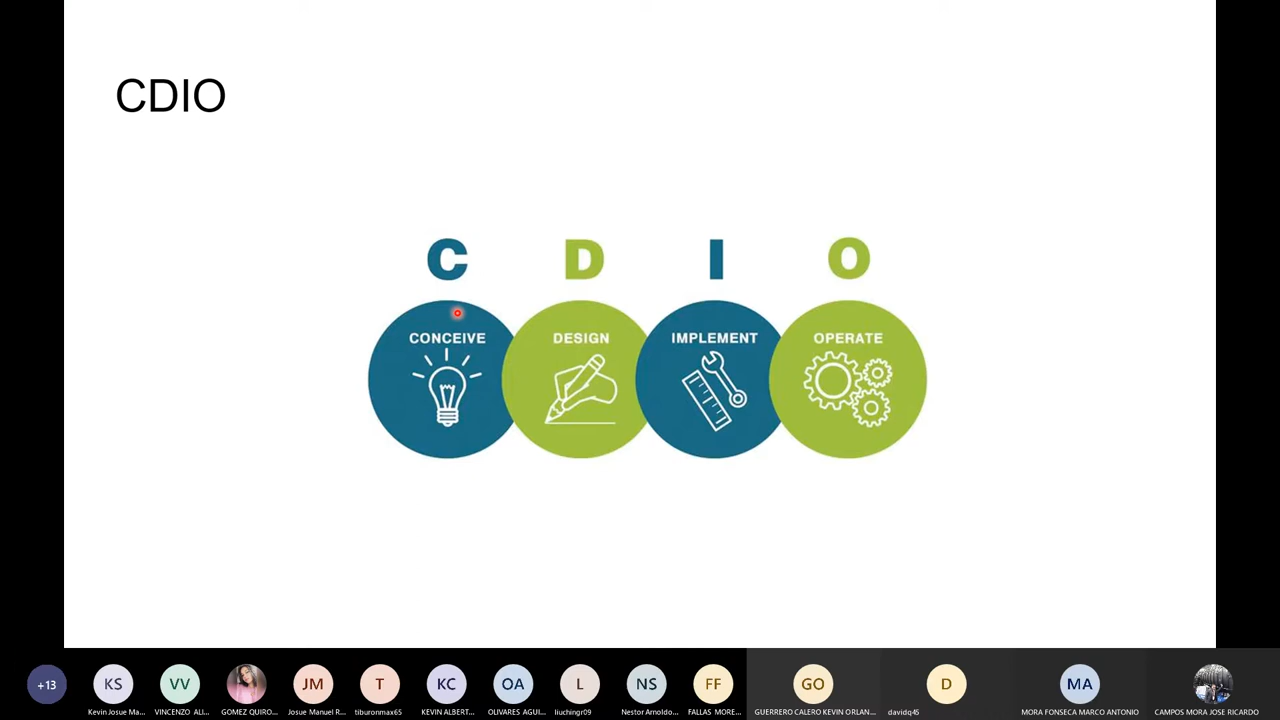 CDIO
C D I O
CONCEIVE DESIGN IMPLEMENT OPERATE
+13 KS VV JM T KC OA L NS FF GO D MA
Kevin Josue Ma... VINCENZO ALI... GOMEZ QUIRO... Josue Manuel R... tiburonmax65 KEVIN ALBERT... OLIVARES AGUI... liuchingr09 Nestor Arnoldo... FALLAS MORE... GUERRERO CALERO KEVIN ORLAN... davidq45 MORA FONSECA MARCO ANTONIO CAMPOS MORA JOSE RICARDO